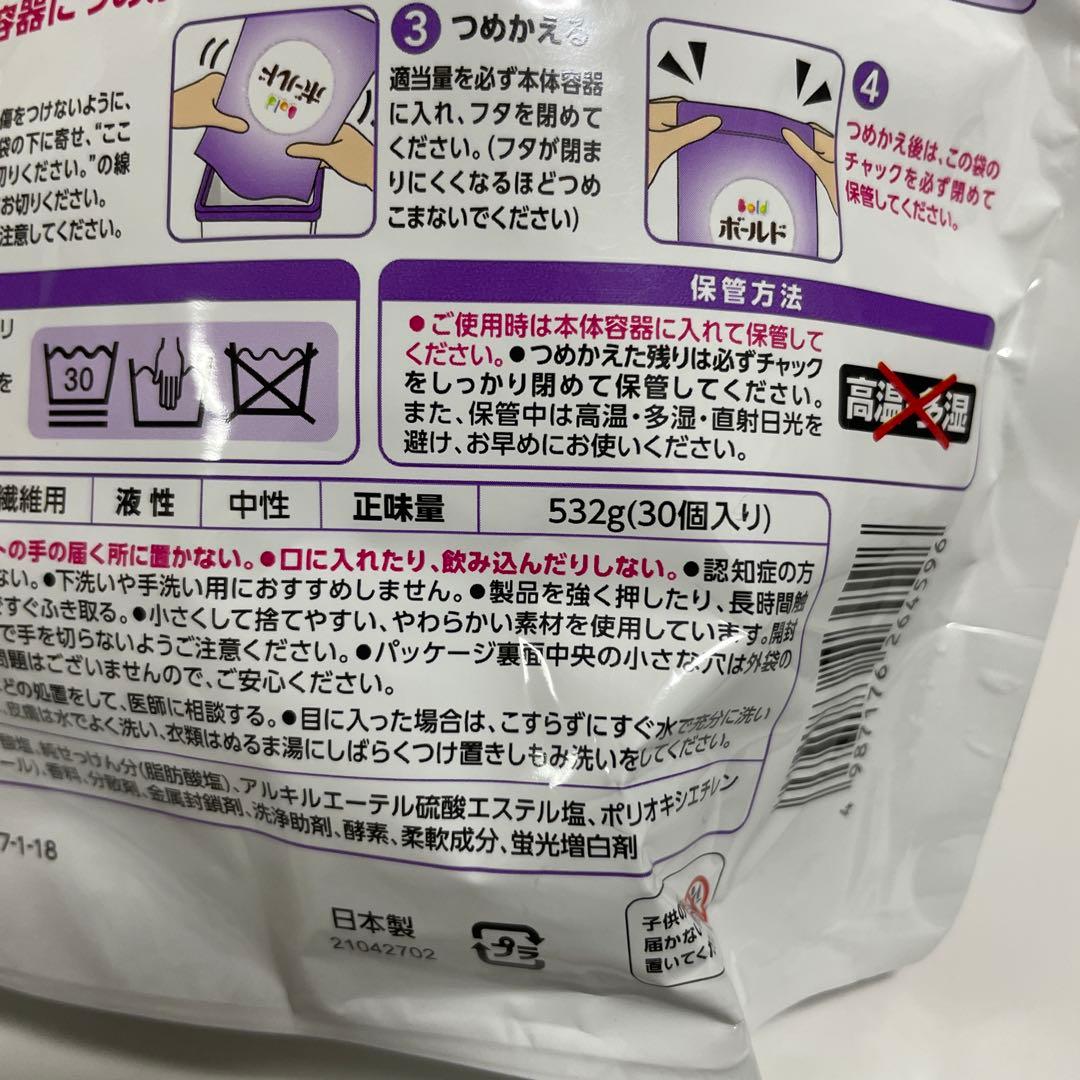 容器に
傷をつけないように、
袋の下に寄せ、"ここ
切りください。"の線
お切りください。
注意してください。
bold
ボールド
3 つめかえる
適当量を必ず本体容器
に入れ、フタを閉めて
ください。(フタが閉ま
りにくくなるほどつめ
こまないでください)
Bold
ボールド
4
つめかえ後は、この袋の
チャックを必ず閉めて
保管してください。
リ
を
30
保管方法
●ご使用時は本体容器に入れて保管して
ください。●つめかえた残りは必ずチャック
をしっかり閉めて保管してください。
また、保管中は高温・多湿・直射日光を
避け、お早めにお使いください。
高温 多湿
繊維用 液性 中性 正味量 532g(30個入り)
トの手の届く所に置かない。●口に入れたり、飲み込んだりしない。●認知症の方
ない。●下洗いや手洗い用におすすめしません。●製品を強く押したり、長時間触
すぐふき取る。●小さくして捨てやすい、やわらかい素材を使用しています。開封
で手を切らないようご注意ください。●パッケージ裏面中央の小さな穴は外袋の
問題はございませんので、ご安心ください。
どの処置をして、医師に相談する。●目に入った場合は、こすらずにすぐ水で充分に洗い
皮膚は水でよく洗い、衣類はぬるま湯にしばらくつけ置きしもみ洗いをしてください。
酸塩、純せっけん分(脂肪酸塩)、アルキルエーテル硫酸エステル塩、ポリオキシエチレン
ール)、香料、分散剤、金属封鎖剤、洗浄助剤、酵素、柔軟成分、蛍光増白剤
7-1-18
日本製
21042702
プラ
子供の
届かない
置いてくだ
4 987176 264596